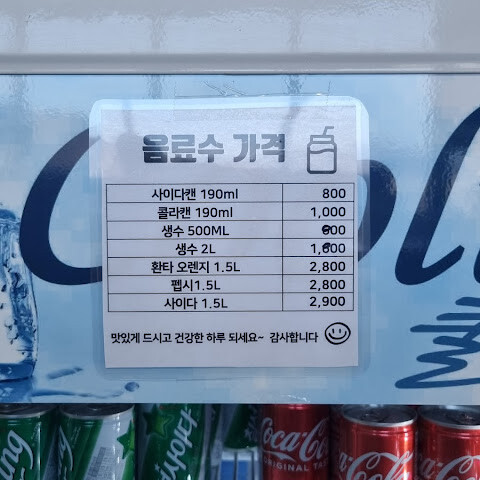 음료수 가격
사이다캔 190ml 800
콜라캔 190ml 1,000
생수 500ML
생수 2L
환타 오렌지 1.5L 2,800
펩시1.5L 2,800
사이다 1.5L 2,900
맛있게 드시고 건강한 하루 되세요~ 감사합니다
Coca-Cola
ORIGINAL TA
Coca
Coca